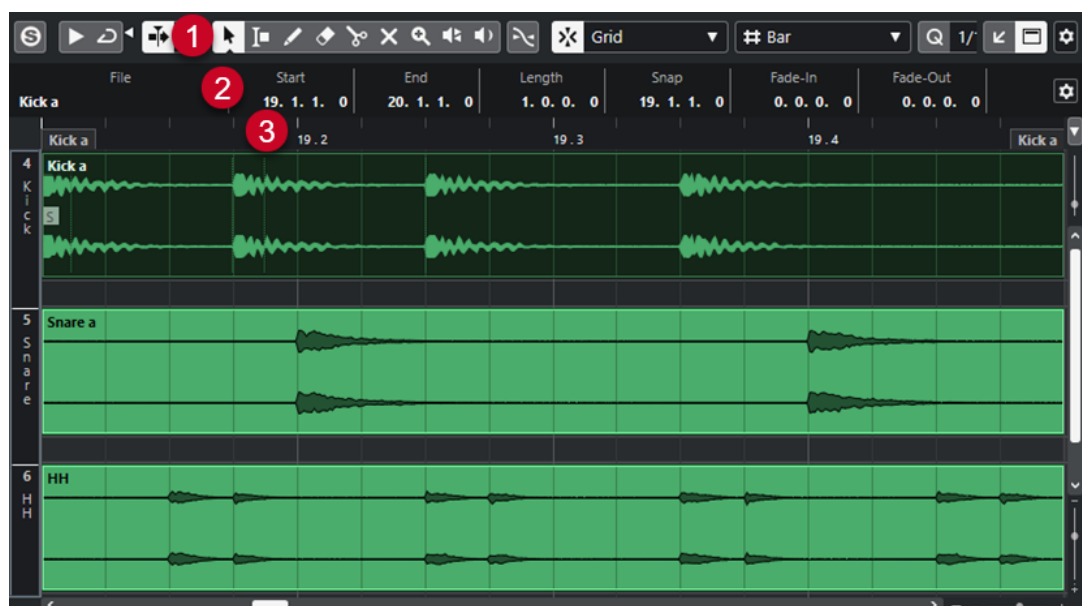 1 Grid Bar Q 1/
File Start End Length Snap Fade-In Fade-Out
2
Kick a 19. 1. 1. 0 20. 1. 1. 0 1. 0. 0. 0 19. 1. 1. 0 0. 0. 0. 0 0. 0. 0. 0
3
Kick a 19.2 19.3 19.4 Kick a
4 Kick a
Kick
S
5 Snare a
Snare
6 HH
HH